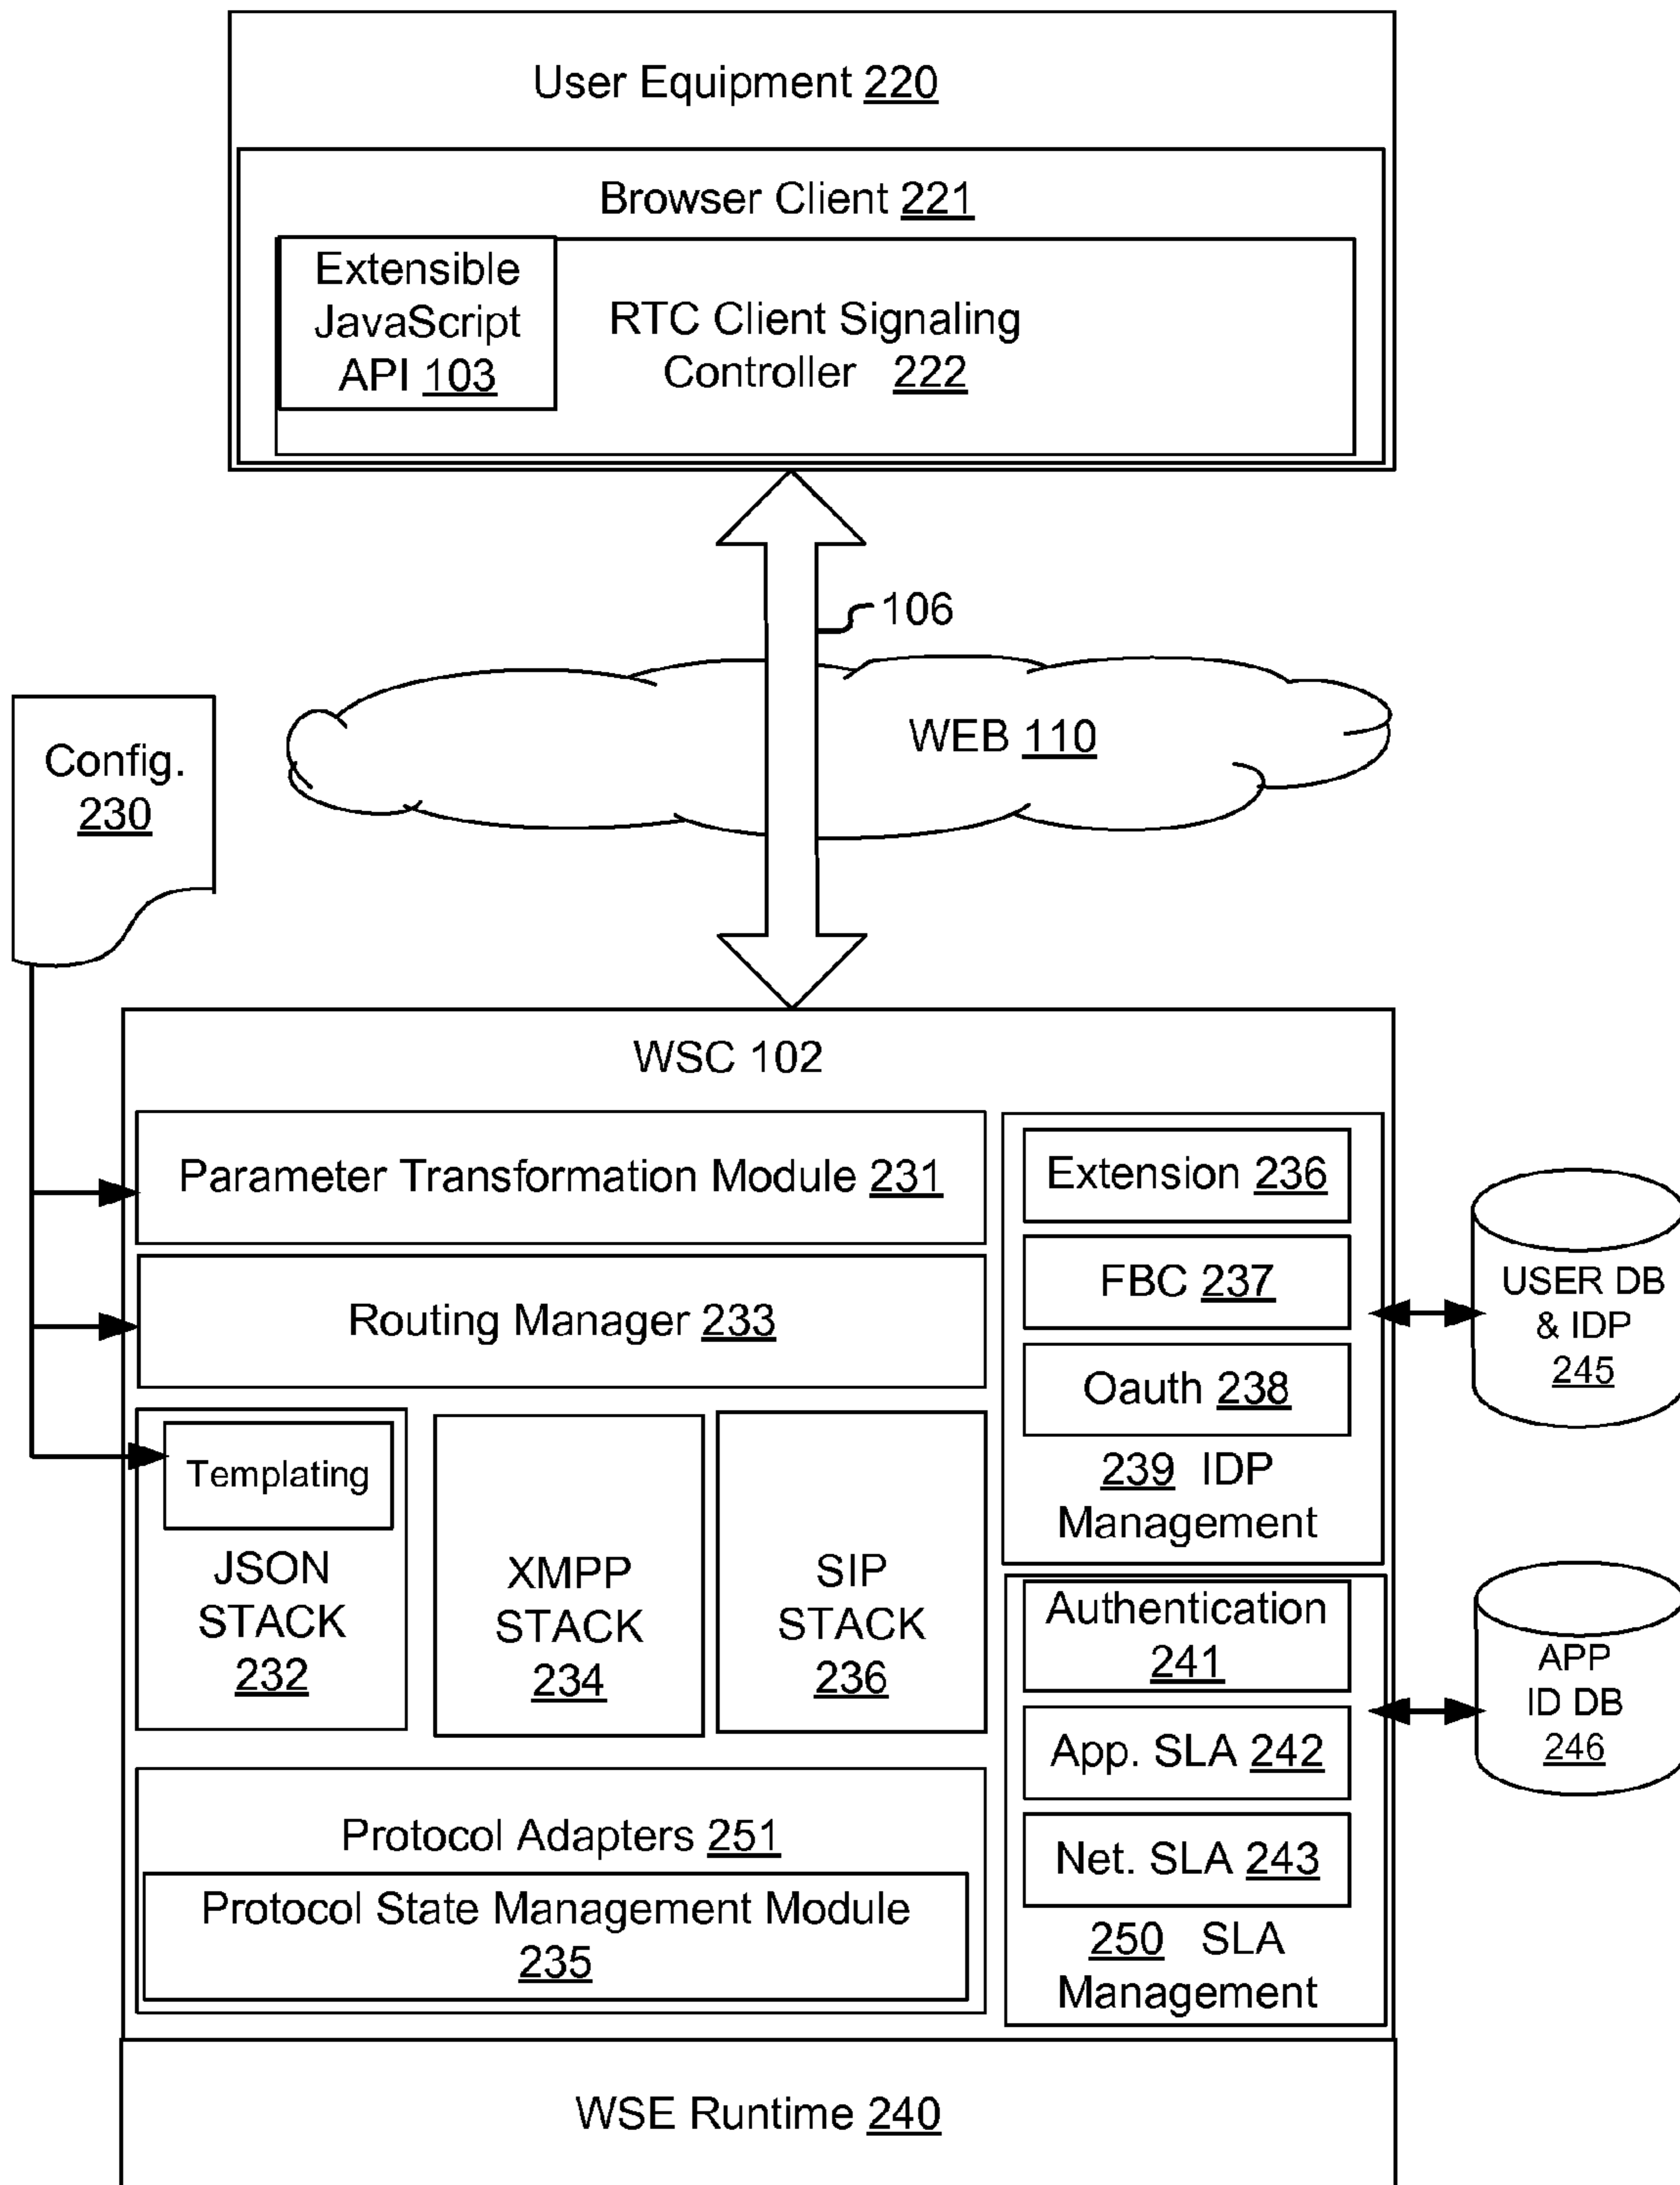 User Equipment 220
Browser Client 221
Extensible
JavaScript
API 103
RTC Client Signaling
Controller 222
106
WEB 110
Config.
230
WSC 102
Parameter Transformation Module 231
Routing Manager 233
Templating
JSON
STACK
232
XMPP
STACK
234
SIP
STACK
236
Protocol Adapters 251
Protocol State Management Module
235
Extension 236
FBC 237
Oauth 238
239 IDP
Management
Authentication
241
App. SLA 242
Net. SLA 243
250 SLA
Management
USER DB
& IDP
245
APP
ID DB
246
WSE Runtime 240